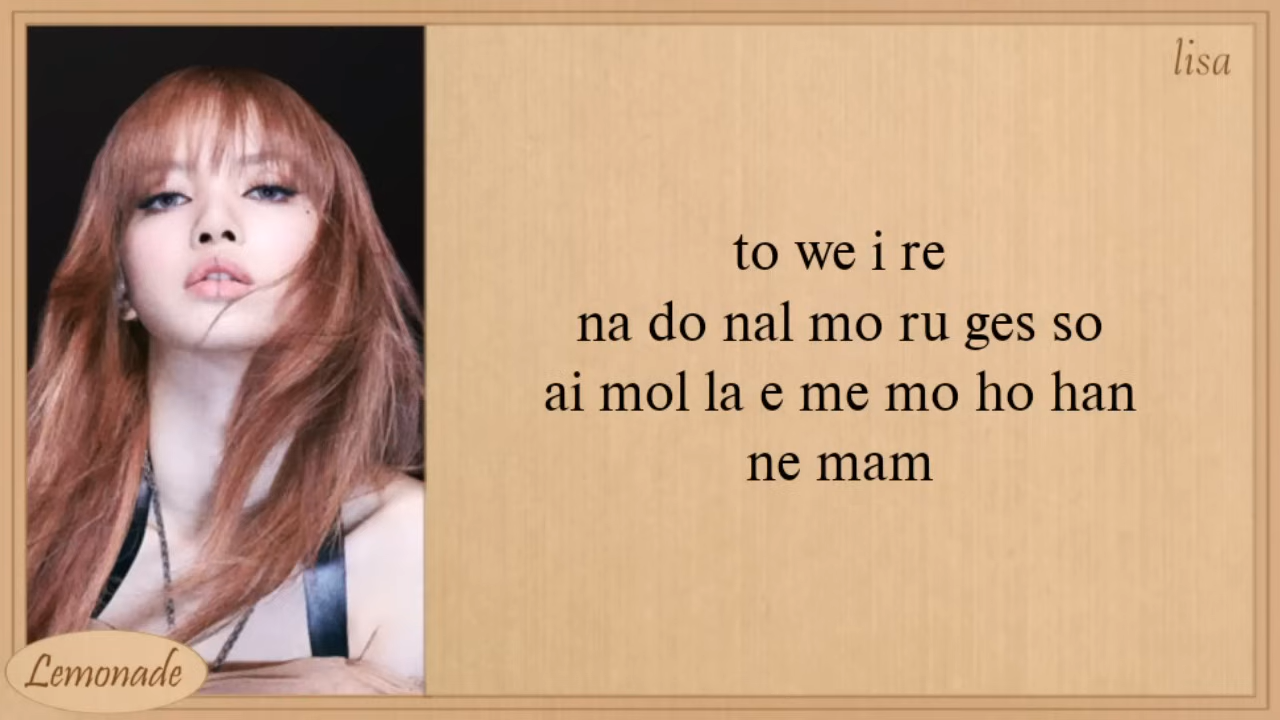 lisa
to we i re
na do nal mo ru ges so
ai mol la e me mo ho han
ne mam
Lemonade